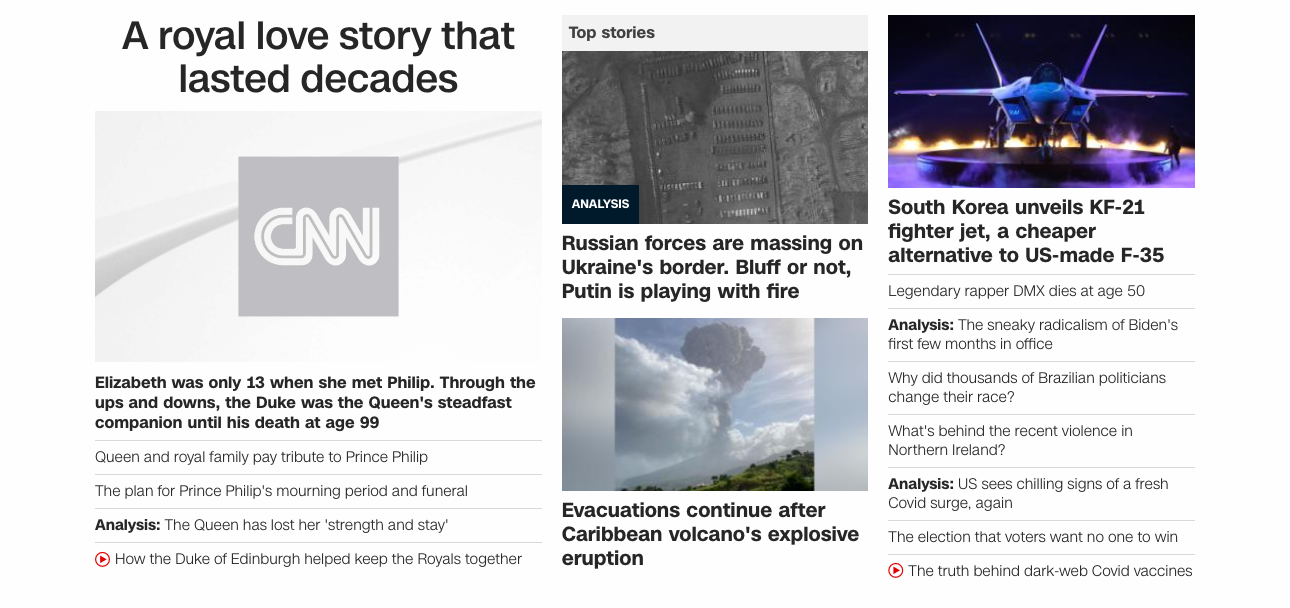 A royal love story that
lasted decades
CNN
Elizabeth was only 13 when she met Philip. Through the
ups and downs, the Duke was the Queen's steadfast
companion until his death at age 99
Queen and royal family pay tribute to Prince Philip
The plan for Prince Philip's mourning period and funeral
Analysis: The Queen has lost her 'strength and stay'
How the Duke of Edinburgh helped keep the Royals together
Top stories
ANALYSIS
Russian forces are massing on
Ukraine's border. Bluff or not,
Putin is playing with fire
Evacuations continue after
Caribbean volcano's explosive
eruption
South Korea unveils KF-21
fighter jet, a cheaper
alternative to US-made F-35
Legendary rapper DMX dies at age 50
Analysis: The sneaky radicalism of Biden's
first few months in office
Why did thousands of Brazilian politicians
change their race?
What's behind the recent violence in
Northern Ireland?
Analysis: US sees chilling signs of a fresh
Covid surge, again
The election that voters want no one to win
The truth behind dark-web Covid vaccines